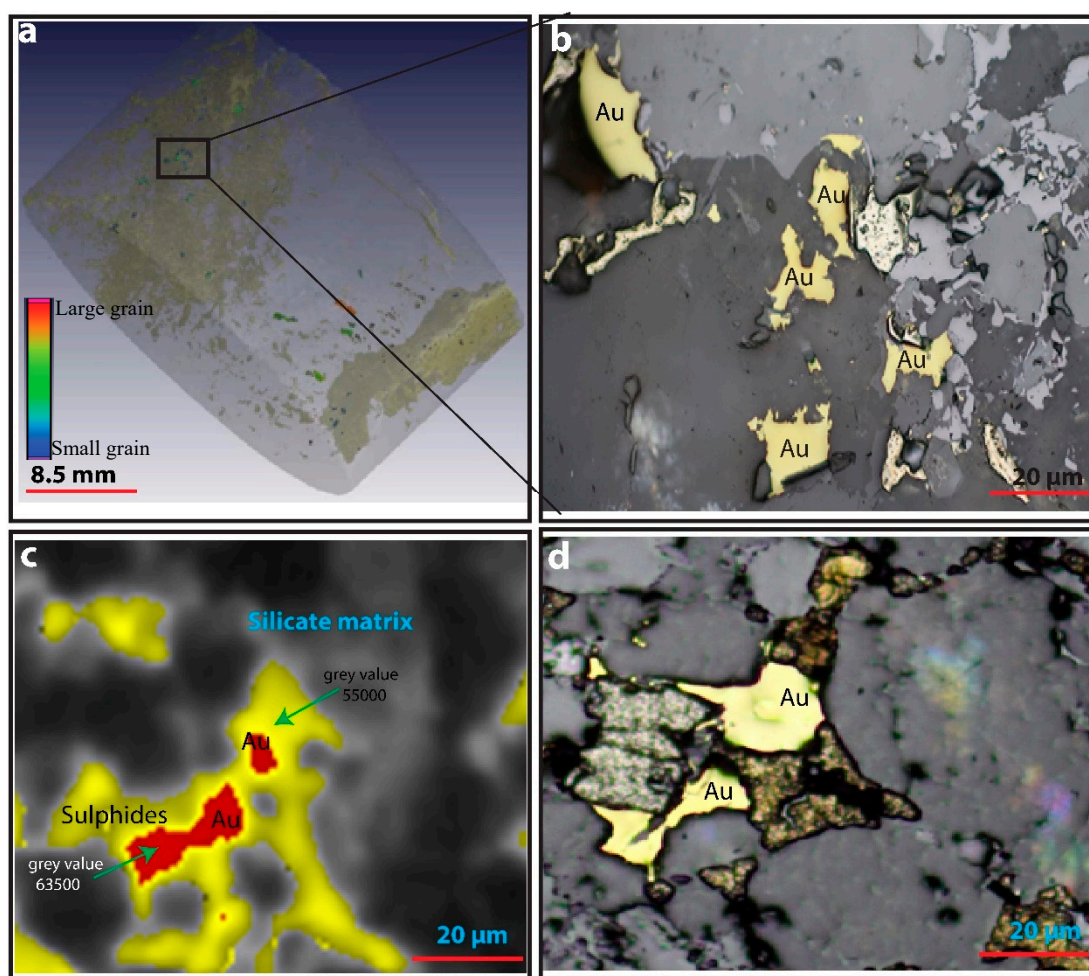 a
Large grain
Small grain
8.5 mm
b
Au
Au
Au
Au
Au
20 µm
c
Silicate matrix
grey value
55000
Au
Sulphides
Au
grey value
63500
20 µm
d
Au
Au
20 µm